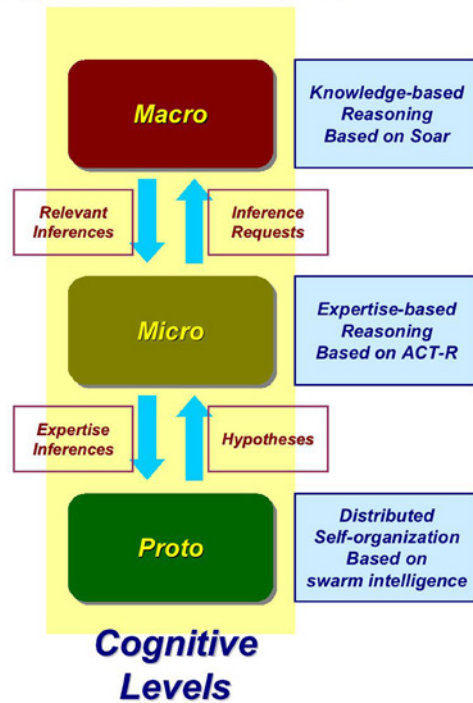 Macro
Knowledge-based
Reasoning
Based on Soar
Relevant
Inferences
Inference
Requests
Micro
Expertise-based
Reasoning
Based on ACT-R
Expertise
Inferences
Hypotheses
Proto
Distributed
Self-organization
Based on
swarm intelligence
Cognitive
Levels